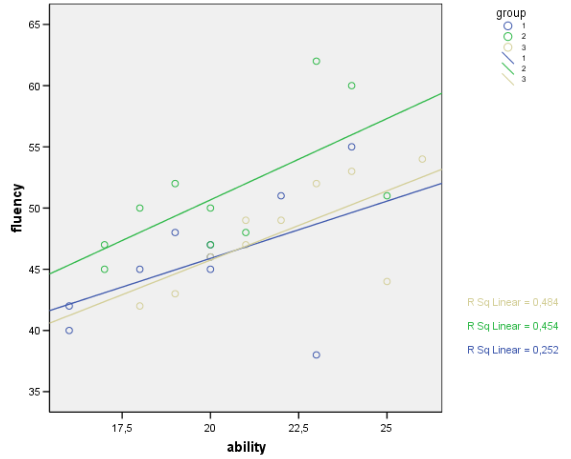 group
1
2
3
1
2
3
65
60
55
50
45
40
35
fluency
17,5
20
22,5
25
ability
R Sq Linear = 0,484
R Sq Linear = 0,454
R Sq Linear = 0,252